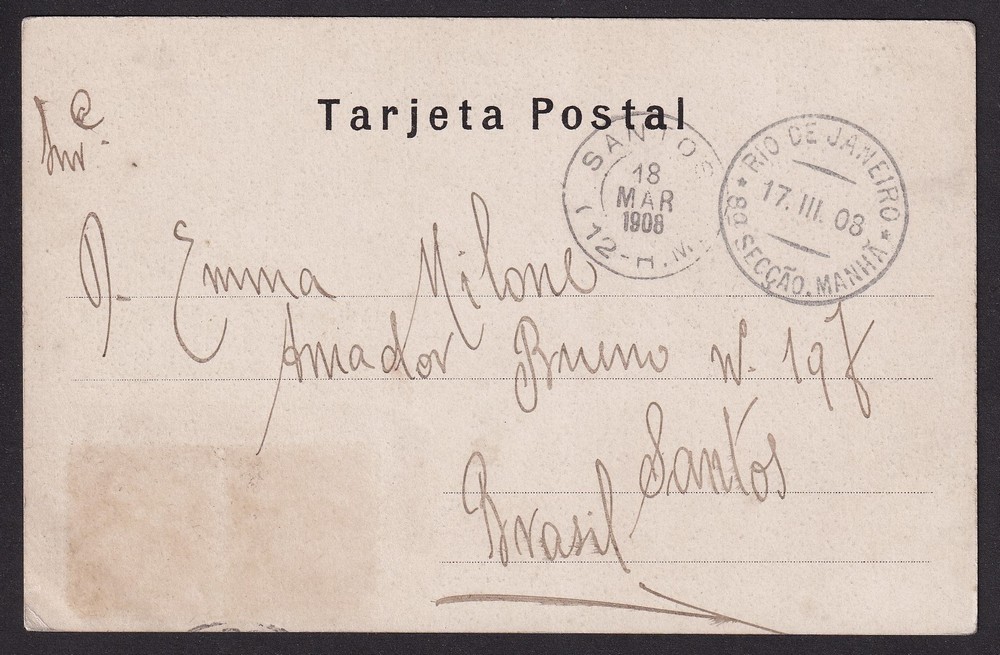 Tarjeta Postal
SANTOS
18
MAR
1908
(12-H.M
* RIO DE JANEIRO *
17. III. 08
8ª SECÇÃO. MANHÃ
D. Emma Milone
Amador Bueno N. 197
Santos
Brasil